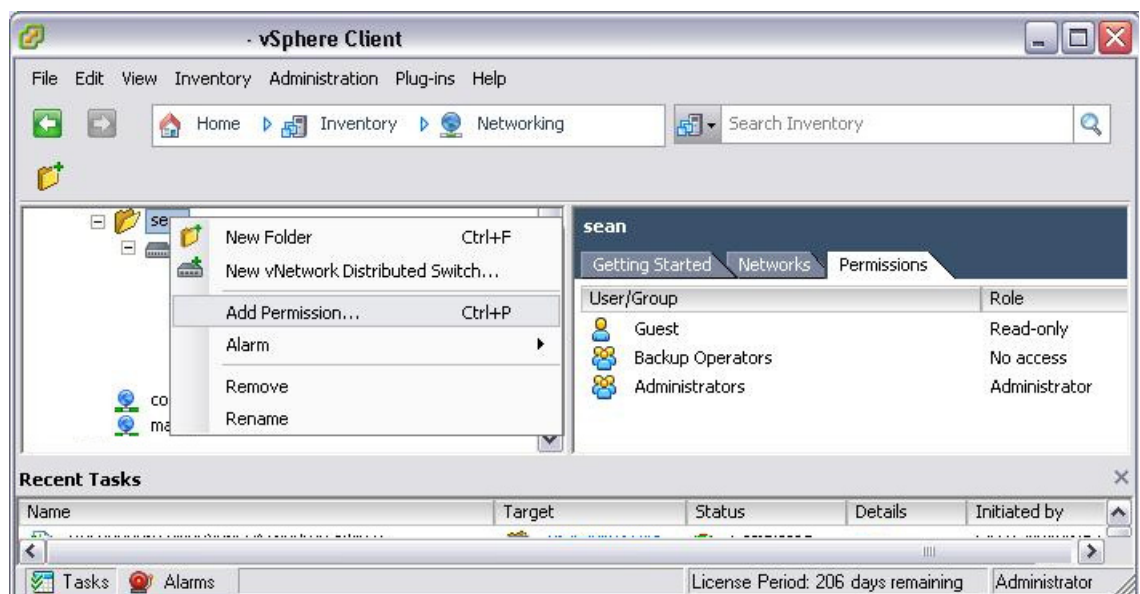 - vSphere Client
File Edit View Inventory Administration Plug-ins Help
Home Inventory Networking Search Inventory
se
New Folder Ctrl+F
New vNetwork Distributed Switch...
Add Permission... Ctrl+P
Alarm
Remove
Rename
co
ma
sean
Getting Started Networks Permissions
User/Group Role
Guest Read-only
Backup Operators No access
Administrators Administrator
Recent Tasks
Name Target Status Details Initiated by
Tasks Alarms License Period: 206 days remaining Administrator